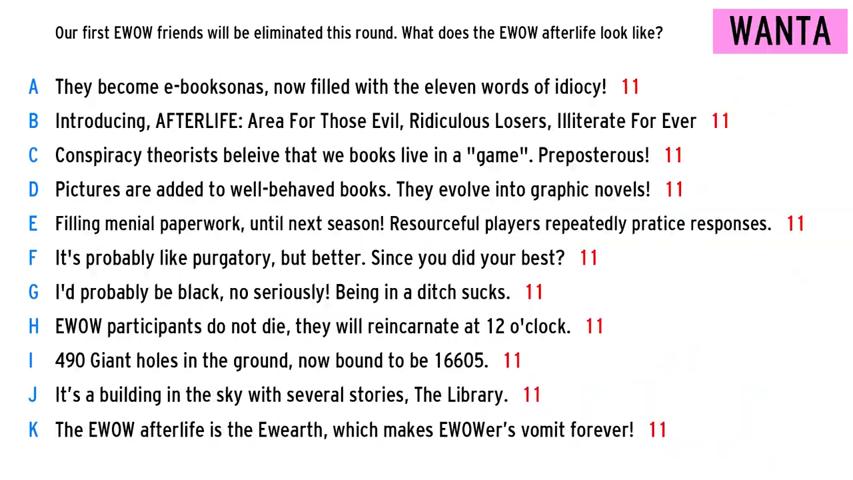 Our first EWOW friends will be eliminated this round. What does the EWOW afterlife look like?
WANTA
A They become e-booksonas, now filled with the eleven words of idiocy! 11
B Introducing, AFTERLIFE: Area For Those Evil, Ridiculous Losers, Illiterate For Ever 11
C Conspiracy theorists beleive that we books live in a "game". Preposterous! 11
D Pictures are added to well-behaved books. They evolve into graphic novels! 11
E Filling menial paperwork, until next season! Resourceful players repeatedly pratice responses. 11
F It's probably like purgatory, but better. Since you did your best? 11
G I'd probably be black, no seriously! Being in a ditch sucks. 11
H EWOW participants do not die, they will reincarnate at 12 o'clock. 11
I 490 Giant holes in the ground, now bound to be 16605. 11
J It’s a building in the sky with several stories, The Library. 11
K The EWOW afterlife is the Ewearth, which makes EWOWer’s vomit forever! 11